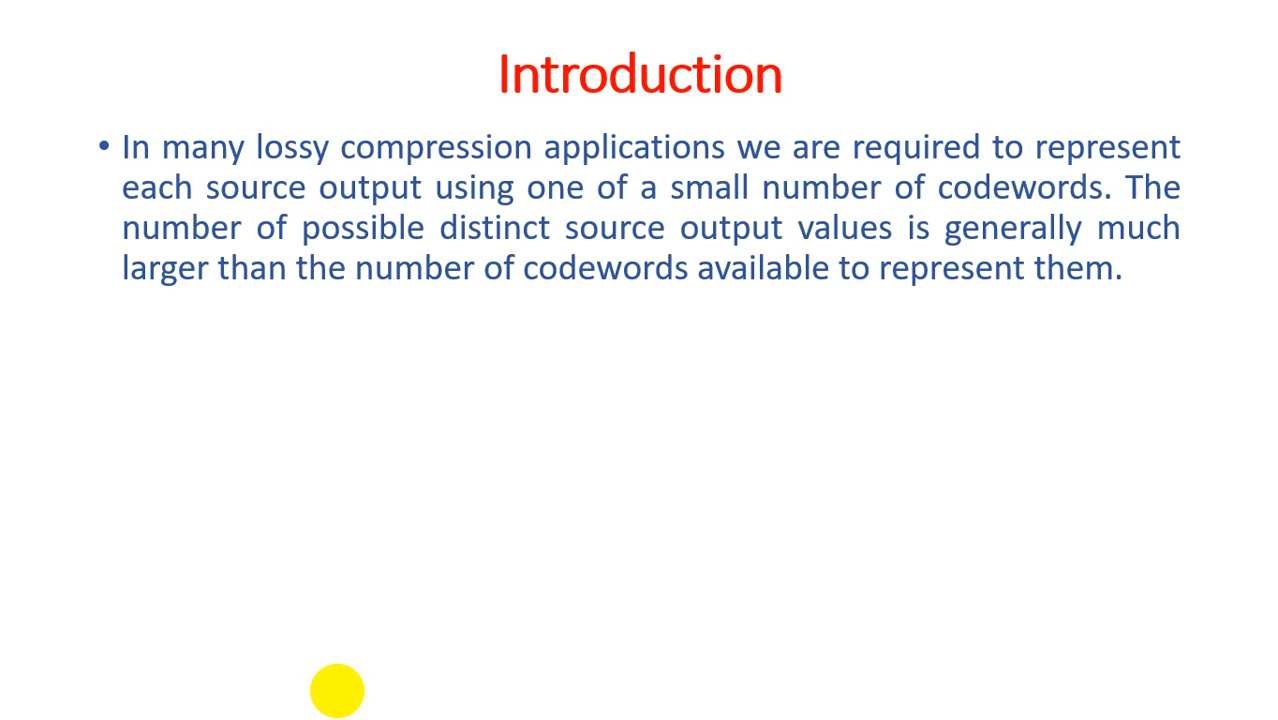 Introduction
• In many lossy compression applications we are required to represent
each source output using one of a small number of codewords. The
number of possible distinct source output values is generally much
larger than the number of codewords available to represent them.